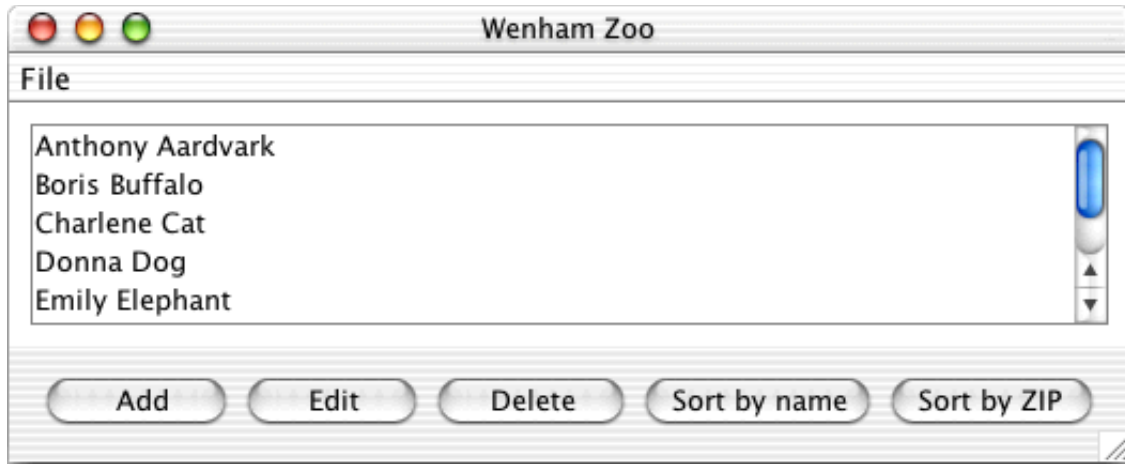 Wenham Zoo
File
Anthony Aardvark
Boris Buffalo
Charlene Cat
Donna Dog
Emily Elephant
Add Edit Delete Sort by name Sort by ZIP